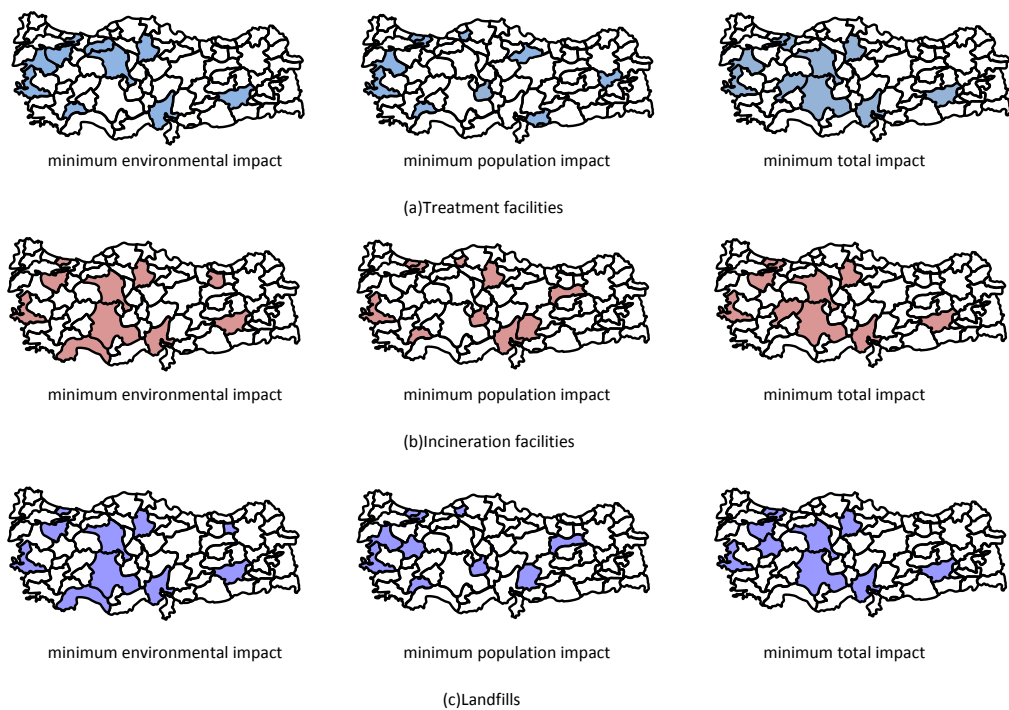 minimum environmental impact
minimum population impact
minimum total impact
(a)Treatment facilities
minimum environmental impact
minimum population impact
minimum total impact
(b)Incineration facilities
minimum environmental impact
minimum population impact
minimum total impact
(c)Landfills